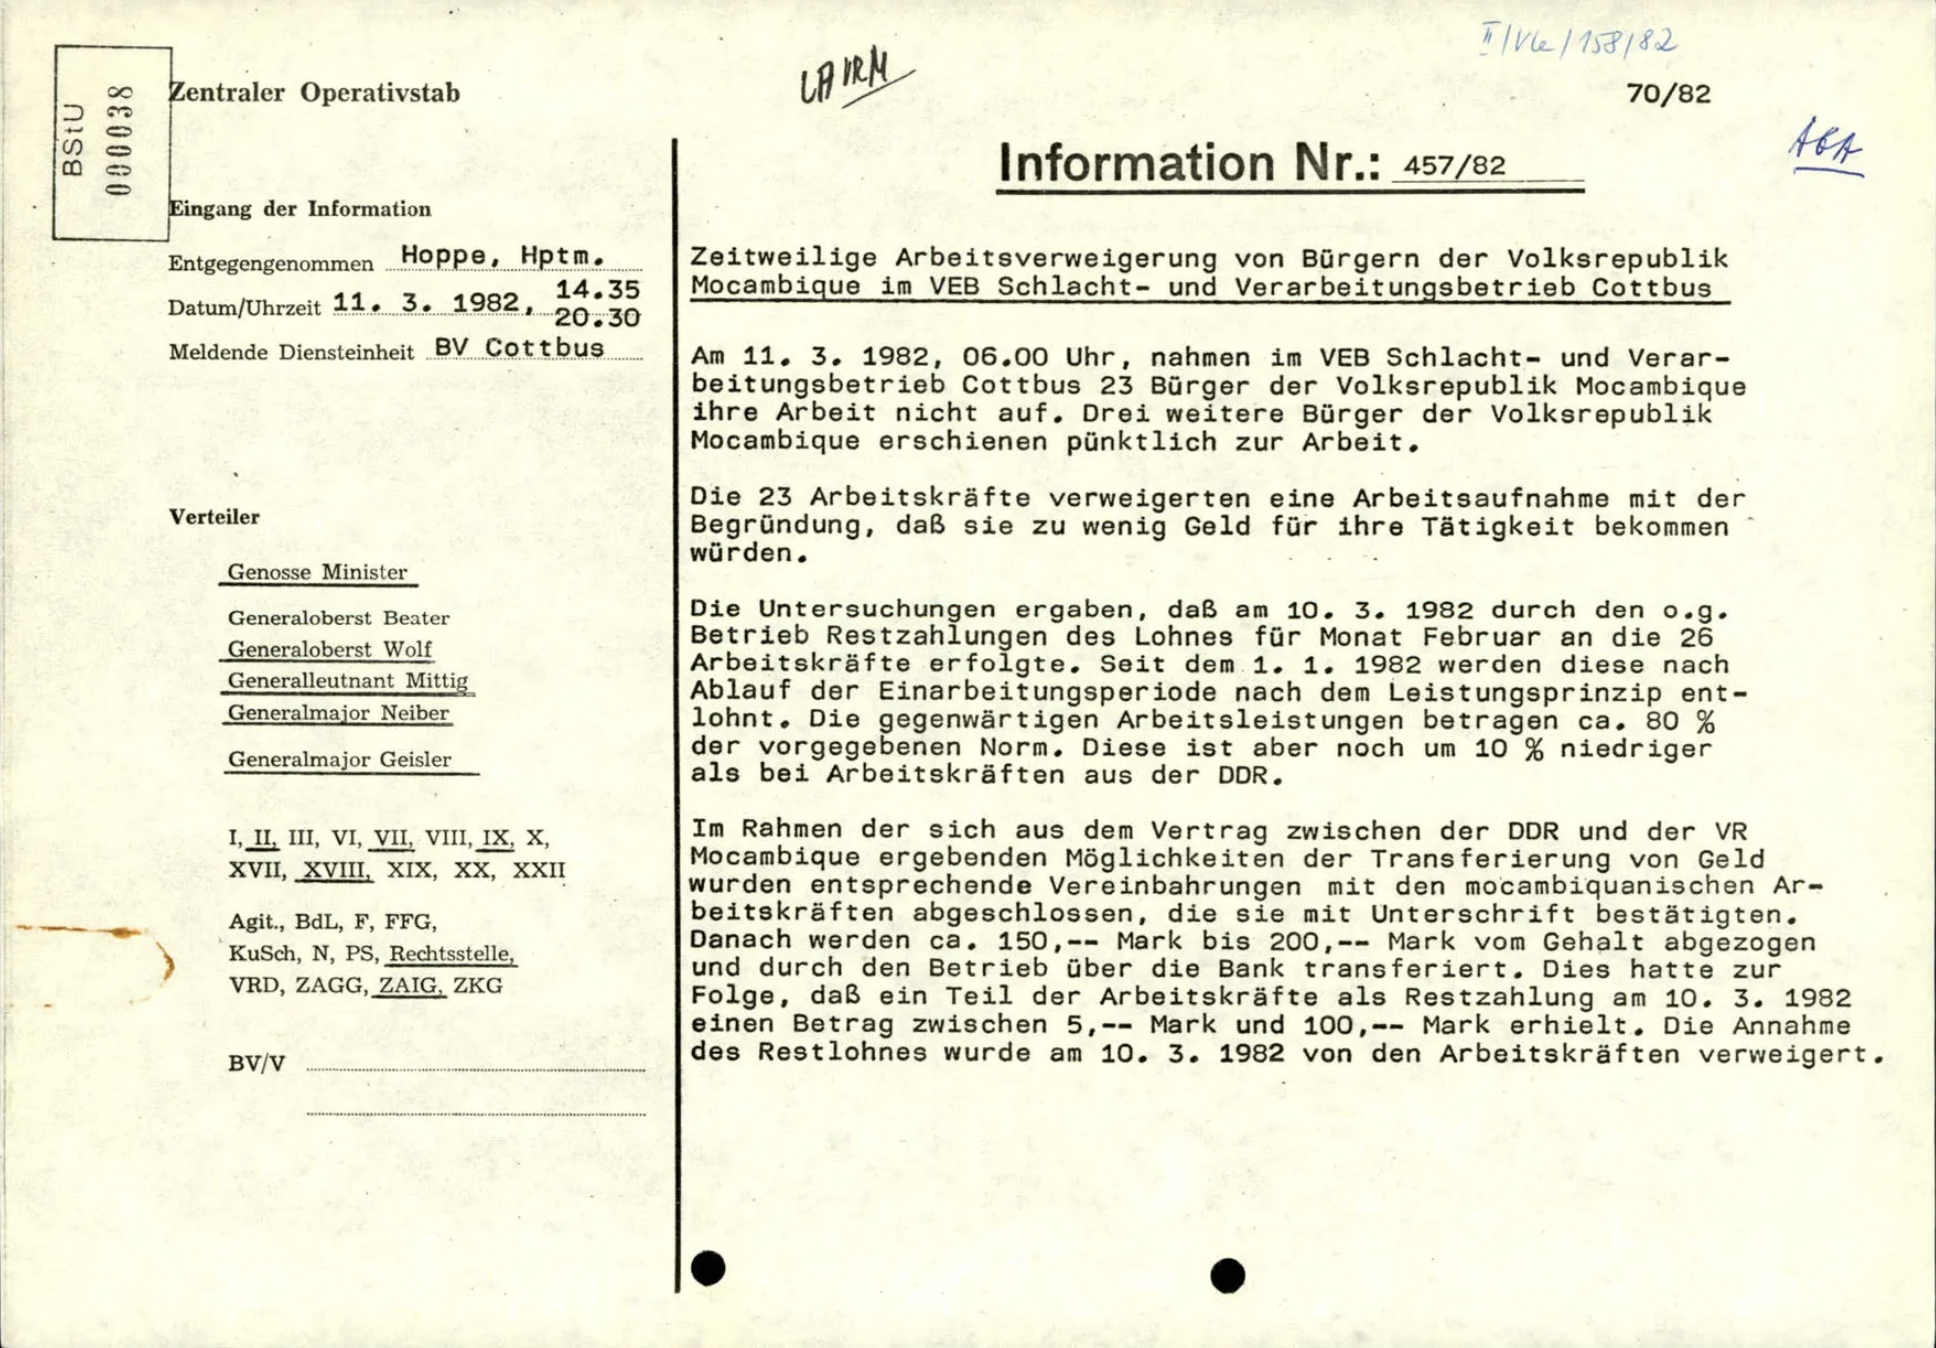 BStU
000038
Zentraler Operativstab
II/Vle/158/82
70/82
Information Nr.: 457/82
Eingang der Information
Entgegengenommen Hoppe, Hptm.
Datum/Uhrzeit 11. 3. 1982, 14.35
20.30
Meldende Diensteinheit BV Cottbus
Verteiler
Genosse Minister
Generaloberst Beater
Generaloberst Wolf
Generalleutnant Mittig
Generalmajor Neiber
Generalmajor Geisler
I, II, III, VI, VII, VIII, IX, X,
XVII, XVIII, XIX, XX, XXII
Agit., BdL, F, FFG,
KuSch, N, PS, Rechtsstelle,
VRD, ZAGG, ZAIG, ZKG
BV/V
Zeitweilige Arbeitsverweigerung von Bürgern der Volksrepublik
Mocambique im VEB Schlacht- und Verarbeitungsbetrieb Cottbus
Am 11. 3. 1982, 06.00 Uhr, nahmen im VEB Schlacht- und Verar-
beitungsbetrieb Cottbus 23 Bürger der Volksrepublik Mocambique
ihre Arbeit nicht auf. Drei weitere Bürger der Volksrepublik
Mocambique erschienen pünktlich zur Arbeit.
Die 23 Arbeitskräfte verweigerten eine Arbeitsaufnahme mit der
Begründung, daß sie zu wenig Geld für ihre Tätigkeit bekommen
würden.
Die Untersuchungen ergaben, daß am 10. 3. 1982 durch den o.g.
Betrieb Restzahlungen des Lohnes für Monat Februar an die 26
Arbeitskräfte erfolgte. Seit dem 1. 1. 1982 werden diese nach
Ablauf der Einarbeitungsperiode nach dem Leistungsprinzip ent-
lohnt. Die gegenwärtigen Arbeitsleistungen betragen ca. 80 %
der vorgegebenen Norm. Diese ist aber noch um 10 % niedriger
als bei Arbeitskräften aus der DDR.
Im Rahmen der sich aus dem Vertrag zwischen der DDR und der VR
Mocambique ergebenden Möglichkeiten der Transferierung von Geld
wurden entsprechende Vereinbahrungen mit den mocambiquanischen Ar-
beitskräften abgeschlossen, die sie mit Unterschrift bestätigten.
Danach werden ca. 150,-- Mark bis 200,-- Mark vom Gehalt abgezogen
und durch den Betrieb über die Bank transferiert. Dies hatte zur
Folge, daß ein Teil der Arbeitskräfte als Restzahlung am 10. 3. 1982
einen Betrag zwischen 5,-- Mark und 100,-- Mark erhielt. Die Annahme
des Restlohnes wurde am 10. 3. 1982 von den Arbeitskräften verweigert.